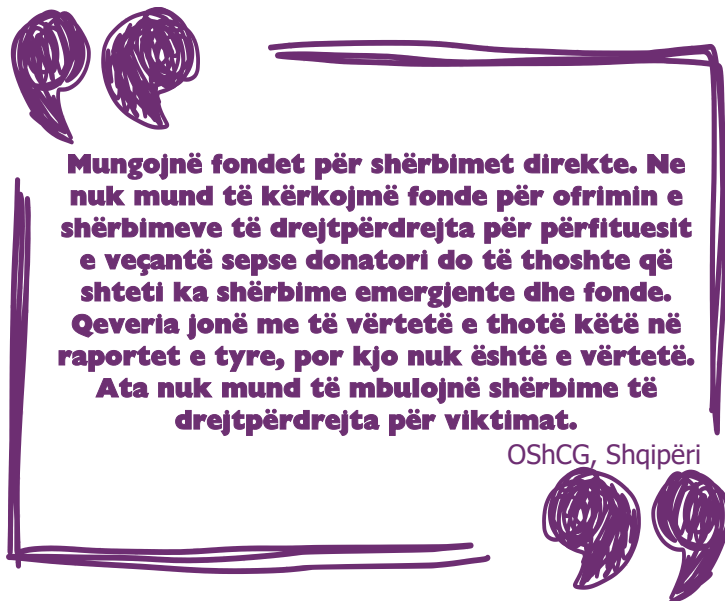 Mungojnë fondet për shërbimet direkte. Ne
nuk mund të kërkojmë fonde për ofrimin e
shërbimeve të drejtpërdrejta për përfituesit
e veçantë sepse donatori do të thoshte që
shteti ka shërbime emergjente dhe fonde.
Qeveria jonë me të vërtetë e thotë këtë në
raportet e tyre, por kjo nuk është e vërtetë.
Ata nuk mund të mbulojnë shërbime të
drejtpërdrejta për viktimat.
OShCG, Shqipëri